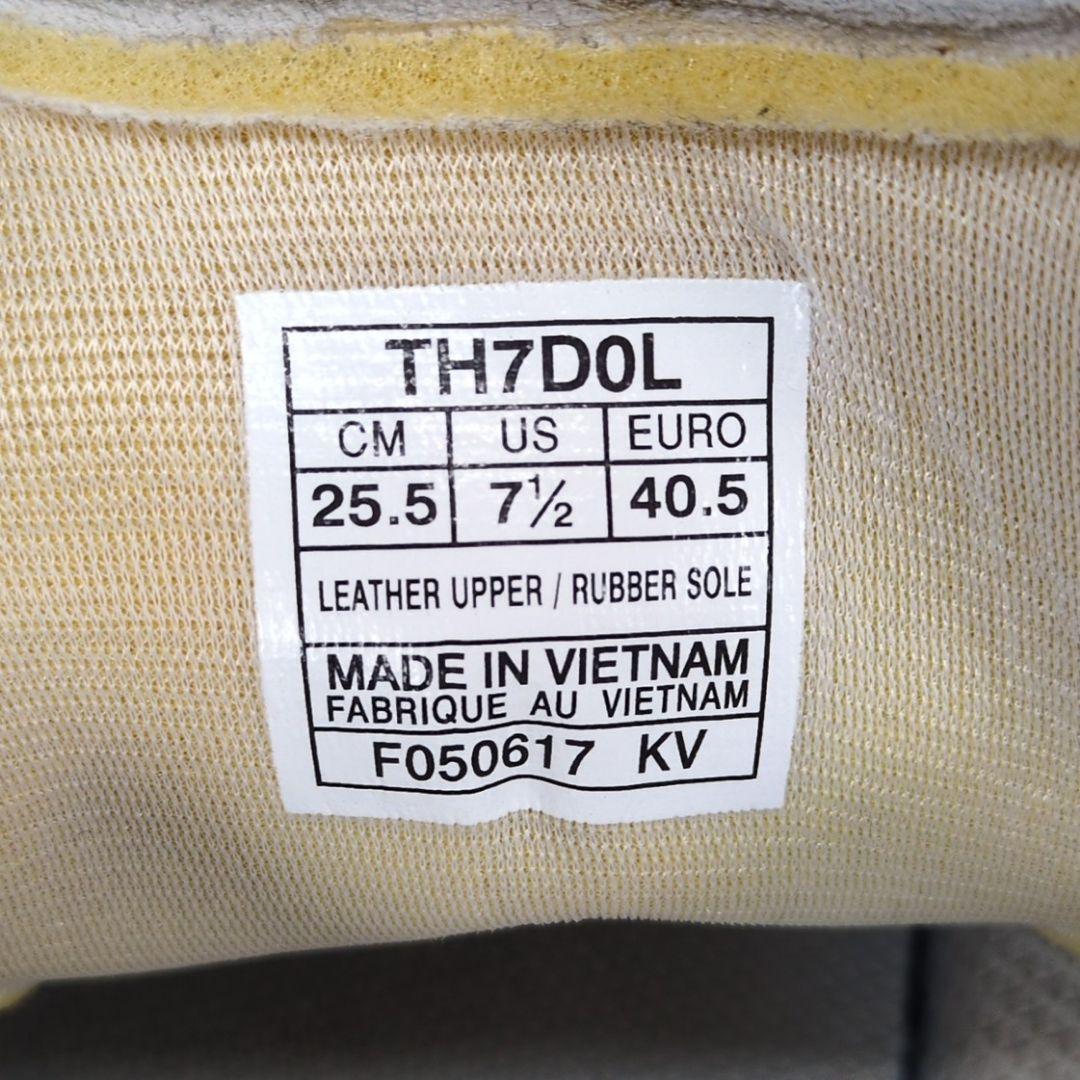 TH7D0L
CM US EURO
25.5 7½ 40.5
LEATHER UPPER / RUBBER SOLE
MADE IN VIETNAM
FABRIQUE AU VIETNAM
F050617 KV